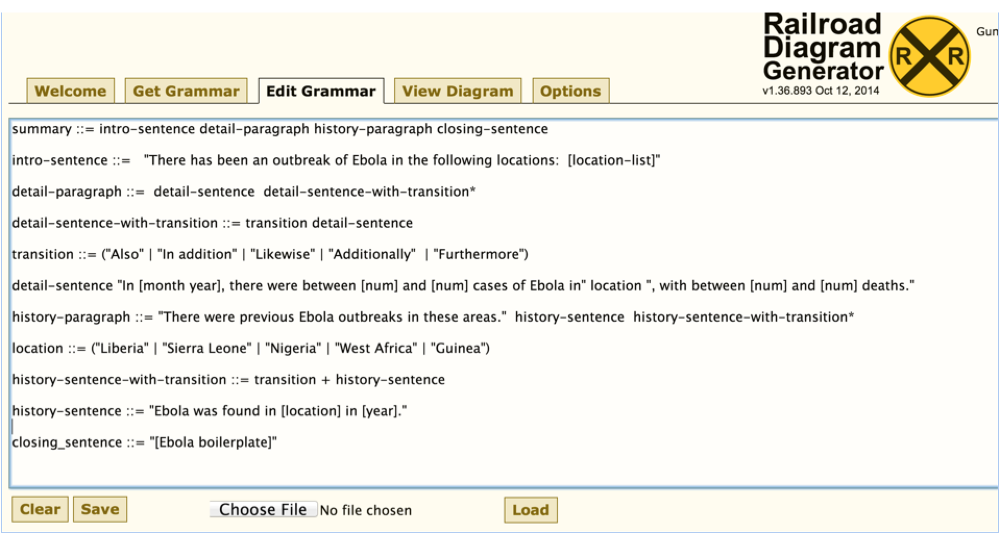 Railroad
Diagram
Generator
v1.36.893 Oct 12, 2014
R R
Gun
Welcome Get Grammar Edit Grammar View Diagram Options
summary ::= intro-sentence detail-paragraph history-paragraph closing-sentence
intro-sentence ::=   "There has been an outbreak of Ebola in the following locations:  [location-list]"
detail-paragraph ::=  detail-sentence  detail-sentence-with-transition*
detail-sentence-with-transition ::= transition detail-sentence
transition ::= ("Also" | "In addition" | "Likewise" | "Additionally"  | "Furthermore")
detail-sentence "In [month year], there were between [num] and [num] cases of Ebola in" location ", with between [num] and [num] deaths."
history-paragraph ::= "There were previous Ebola outbreaks in these areas."  history-sentence  history-sentence-with-transition*
location ::= ("Liberia" | "Sierra Leone" | "Nigeria" | "West Africa" | "Guinea")
history-sentence-with-transition ::= transition + history-sentence
history-sentence ::= "Ebola was found in [location] in [year]."
closing_sentence ::= "[Ebola boilerplate]"
Clear Save Choose File No file chosen Load